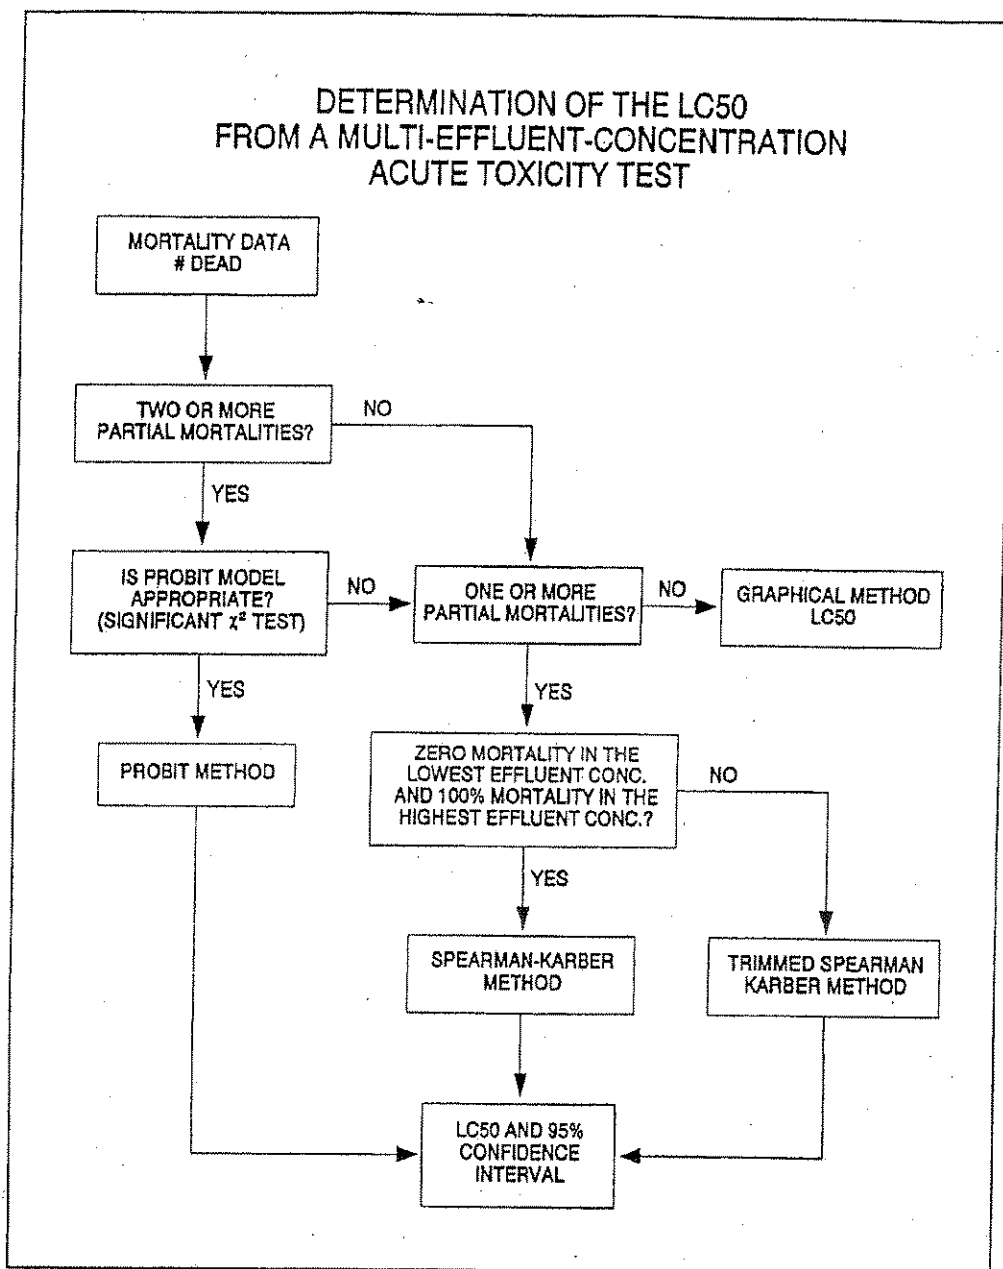 DETERMINATION OF THE LC50
FROM A MULTI-EFFLUENT-CONCENTRATION
ACUTE TOXICITY TEST
MORTALITY DATA
# DEAD
TWO OR MORE
PARTIAL MORTALITIES?
NO
YES
IS PROBIT MODEL
APPROPRIATE?
(SIGNIFICANT χ² TEST)
NO
ONE OR MORE
PARTIAL MORTALITIES?
NO
GRAPHICAL METHOD
LC50
YES
YES
PROBIT METHOD
ZERO MORTALITY IN THE
LOWEST EFFLUENT CONC.
AND 100% MORTALITY IN THE
HIGHEST EFFLUENT CONC.?
NO
YES
SPEARMAN-KARBER
METHOD
TRIMMED SPEARMAN
KARBER METHOD
LC50 AND 95%
CONFIDENCE
INTERVAL